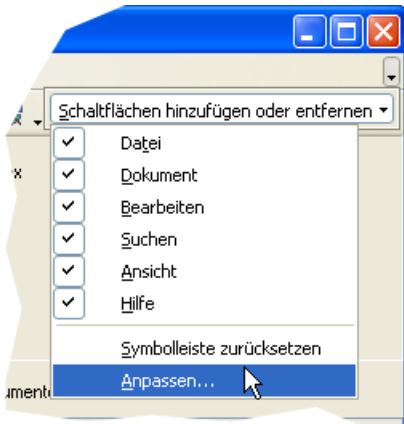 Schaltflächen hinzufügen oder entfernen
Datei
Dokument
Bearbeiten
Suchen
Ansicht
Hilfe
Symbolleiste zurücksetzen
Anpassen...